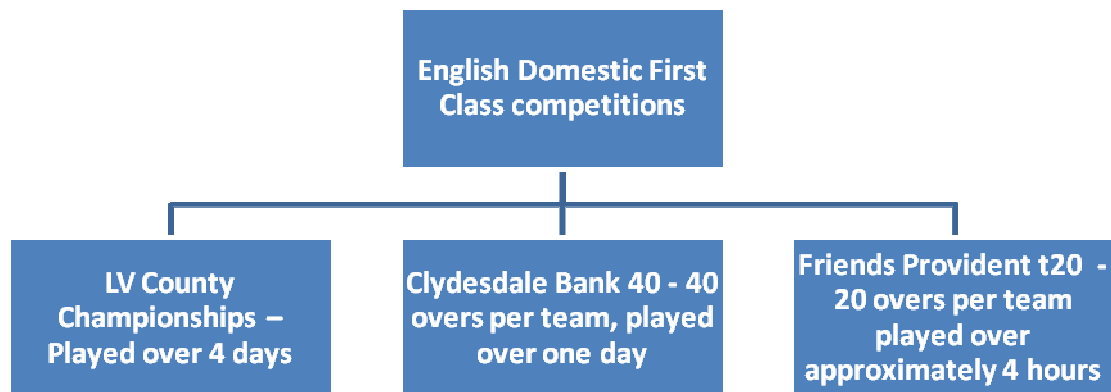 English Domestic First
Class competitions
LV County
Championships –
Played over 4 days
Clydesdale Bank 40 - 40
overs per team, played
over one day
Friends Provident t20 -
20 overs per team
played over
approximately 4 hours